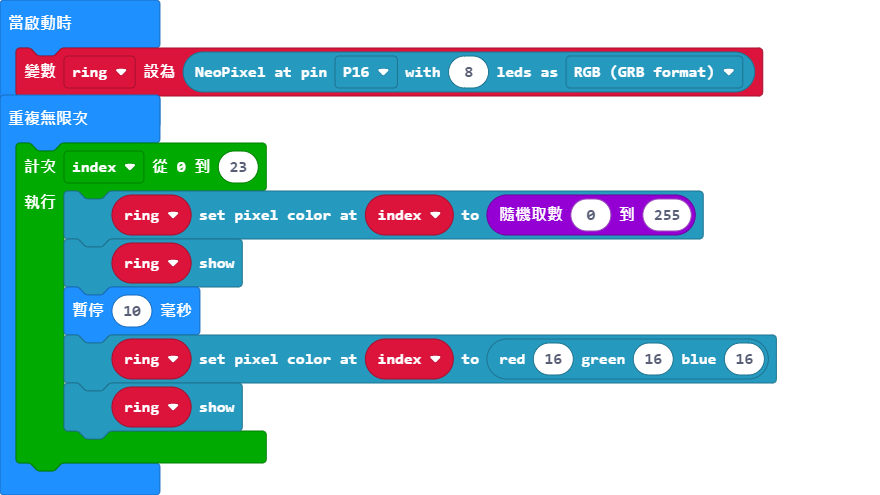 當啟動時
變數 ring 設為 NeoPixel at pin P16 with 8 leds as RGB (GRB format)
重複無限次
計次 index 從 0 到 23
執行
ring set pixel color at index to 隨機取數 0 到 255
ring show
暫停 10 毫秒
ring set pixel color at index to red 16 green 16 blue 16
ring show